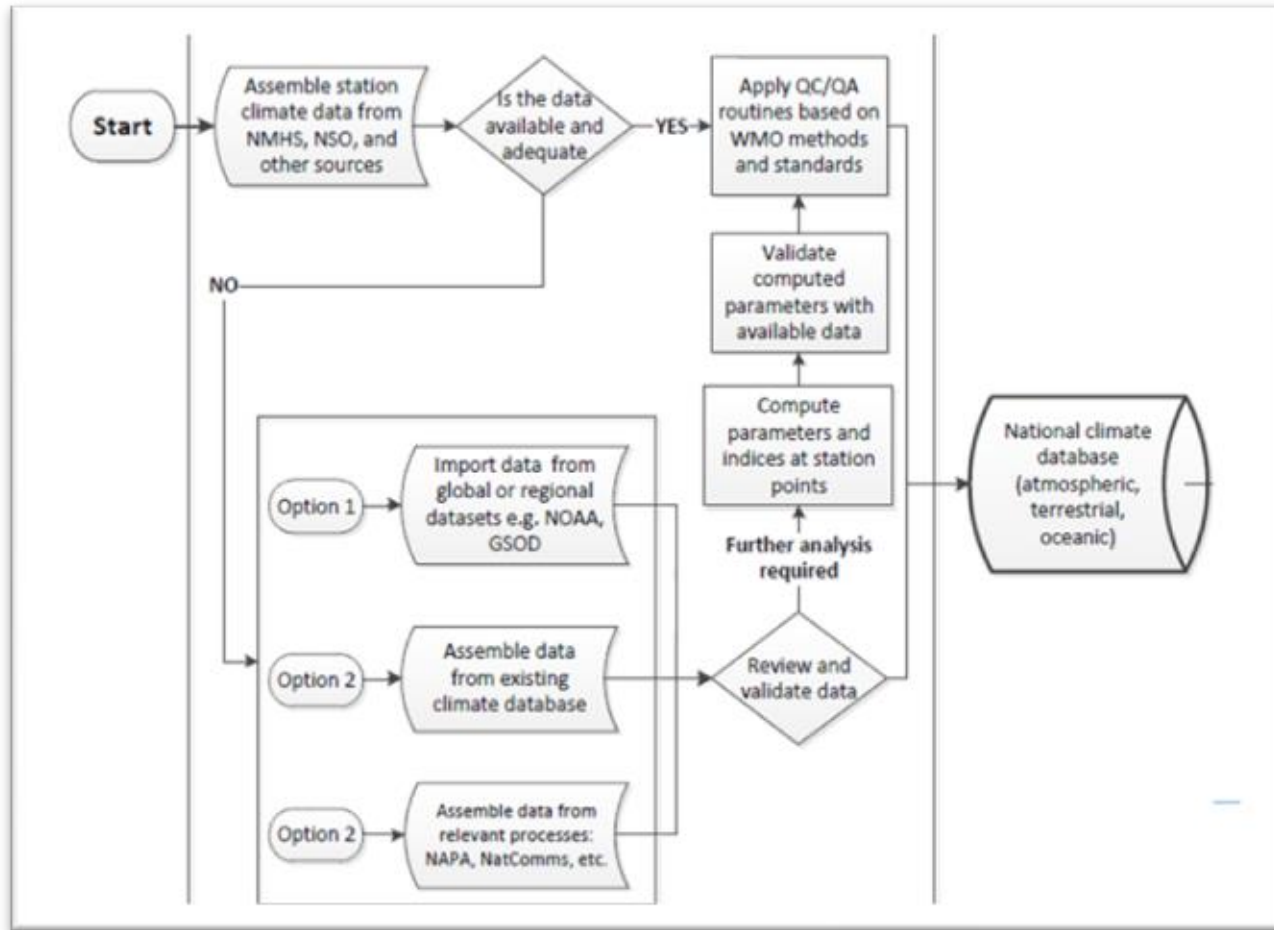 Start
Assemble station
climate data from
NMHS, NSO, and
other sources
Is the data
available and
adequate
YES
Apply QC/QA
routines based on
WMO methods
and standards
Validate
computed
parameters with
available data
NO
Compute
parameters and
indices at station
points
National climate
database
(atmospheric,
terrestrial,
oceanic)
Option 1
Import data from
global or regional
datasets e.g. NOAA,
GSOD
Further analysis
required
Option 2
Assemble data
from existing
climate database
Review and
validate data
Option 2
Assemble data from
relevant processes:
NAPA, NatComms, etc.